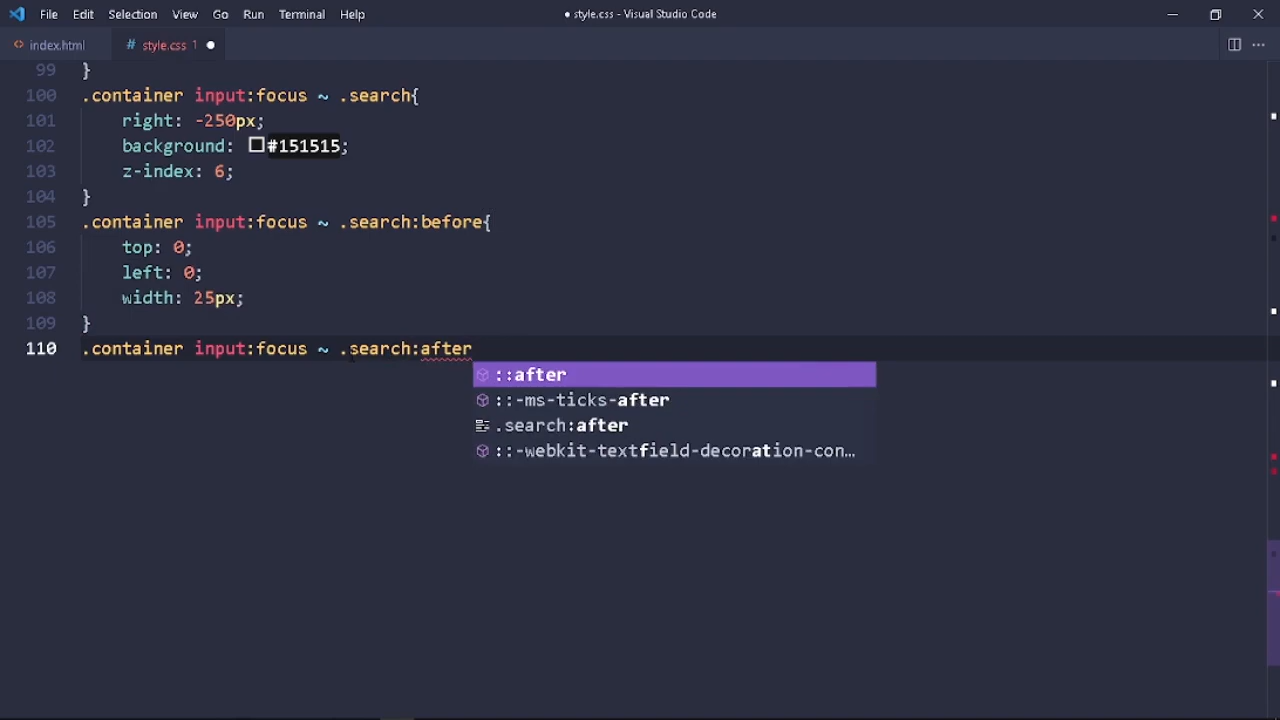 File Edit Selection View Go Run Terminal Help ● style.css - Visual Studio Code
index.html # style.css 1
99 }
100 .container input:focus ~ .search{
101 right: -250px;
102 background: #151515;
103 z-index: 6;
104 }
105 .container input:focus ~ .search:before{
106 top: 0;
107 left: 0;
108 width: 25px;
109 }
110 .container input:focus ~ .search:after
::after
::-ms-ticks-after
.search:after
::-webkit-textfield-decoration-con…